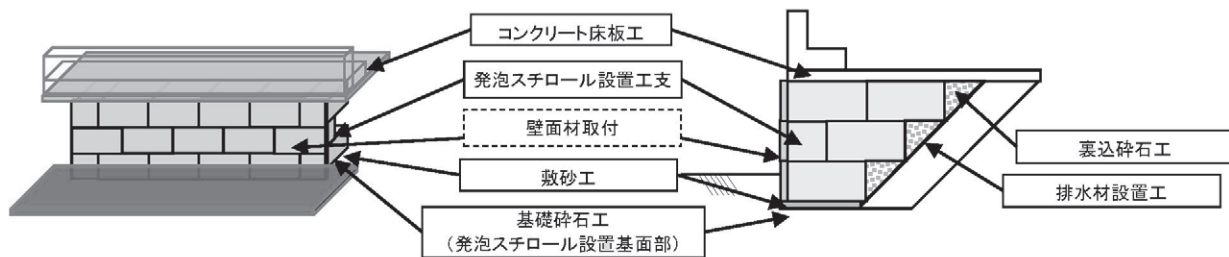 コンクリート床板工
発泡スチロール設置工支
壁面材取付
敷砂工
基礎砕石工
（発泡スチロール設置基面部）
裏込砕石工
排水材設置工